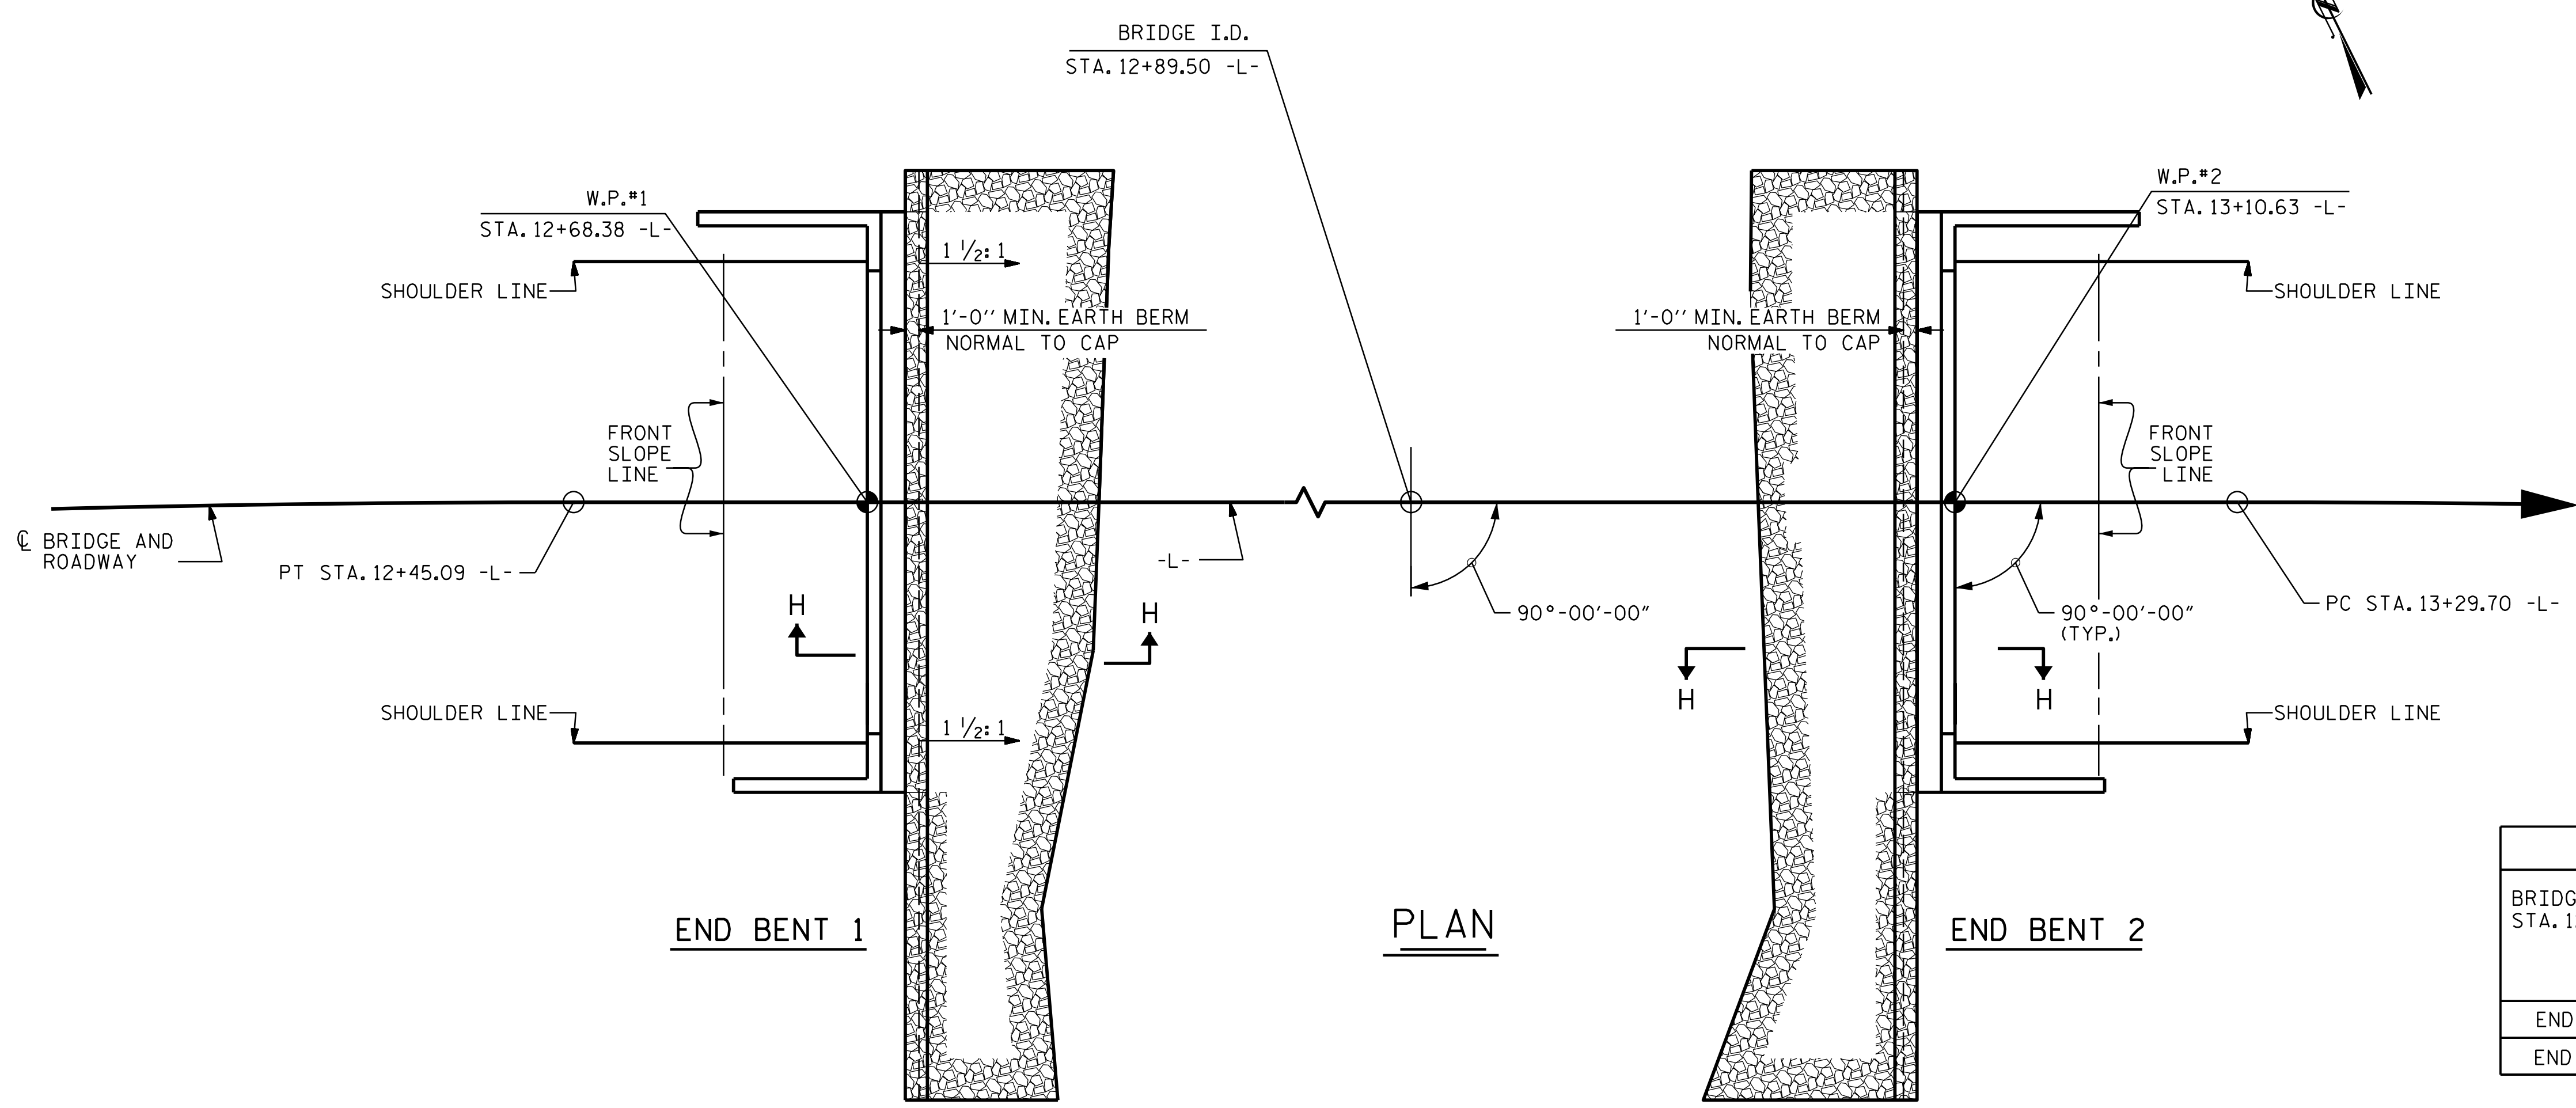 BRIDGE I.D.
STA. 12+89.50 -L-
W.P.#1
STA. 12+68.38 -L-
W.P.#2
STA. 13+10.63 -L-
1 1/2: 1
SHOULDER LINE
SHOULDER LINE
1'-0'' MIN. EARTH BERM
NORMAL TO CAP
1'-0'' MIN. EARTH BERM
NORMAL TO CAP
FRONT
SLOPE
LINE
FRONT
SLOPE
LINE
℄ BRIDGE AND
ROADWAY
PT STA. 12+45.09 -L-
-L-
90°-00'-00''
90°-00'-00''
(TYP.)
PC STA. 13+29.70 -L-
H
H
H
H
SHOULDER LINE
1 1/2: 1
SHOULDER LINE
END BENT 1
PLAN
END BENT 2
BRIDG
STA. 1
END
END